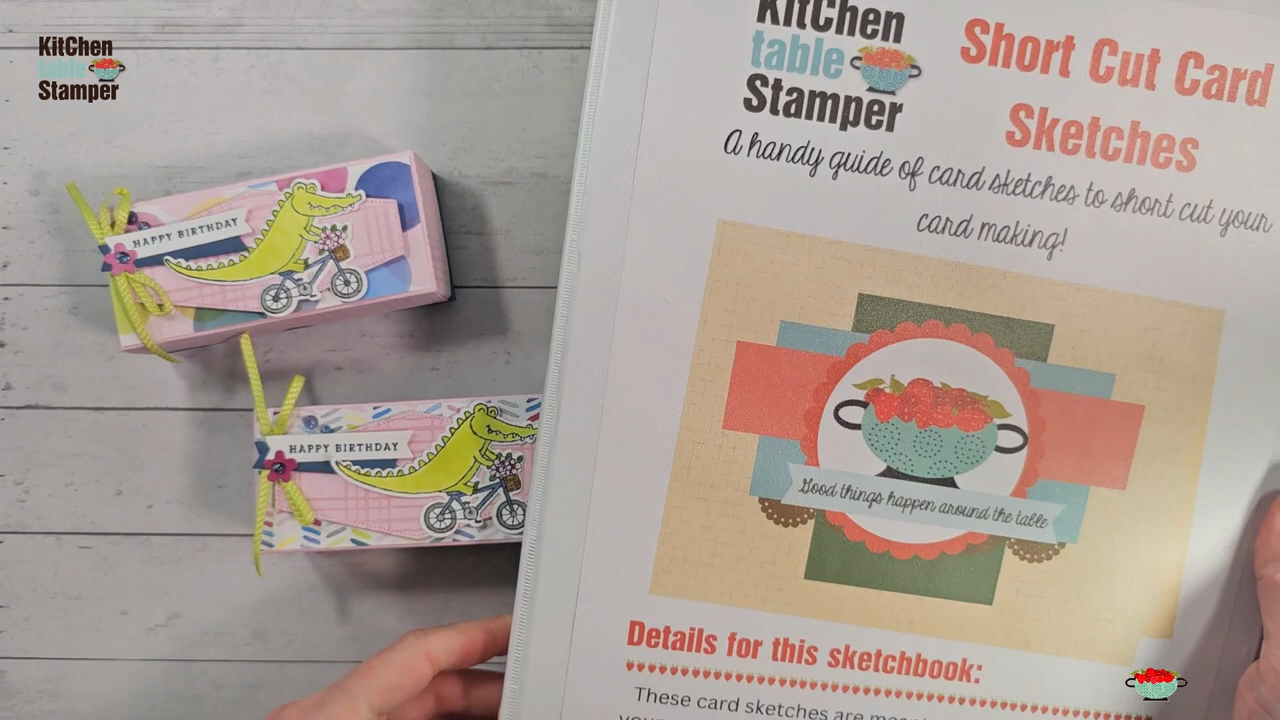 KitChen
table
Stamper
KitChen
table
Stamper
Short Cut Card
Sketches
A handy guide of card sketches to short cut your
card making!
HAPPY BIRTHDAY
HAPPY BIRTHDAY
Good things happen around the table
Details for this sketchbook:
These card sketches are